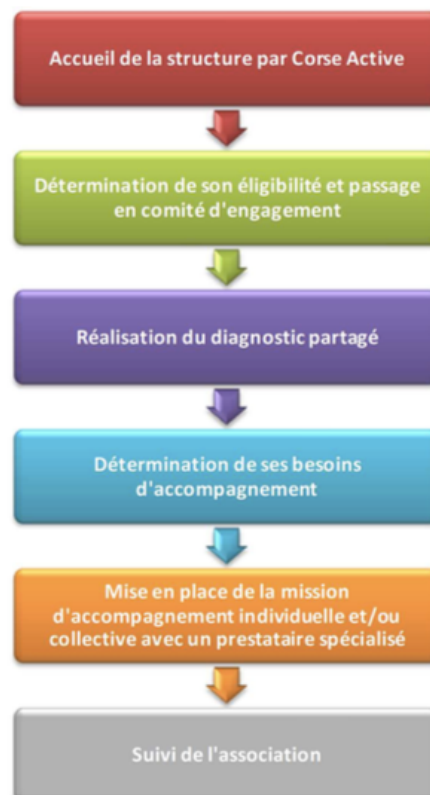 Accueil de la structure par Corse Active
Détermination de son éligibilité et passage
en comité d'engagement
Réalisation du diagnostic partagé
Détermination de ses besoins
d'accompagnement
Mise en place de la mission
d'accompagnement individuelle et/ou
collective avec un prestataire spécialisé
Suivi de l'association